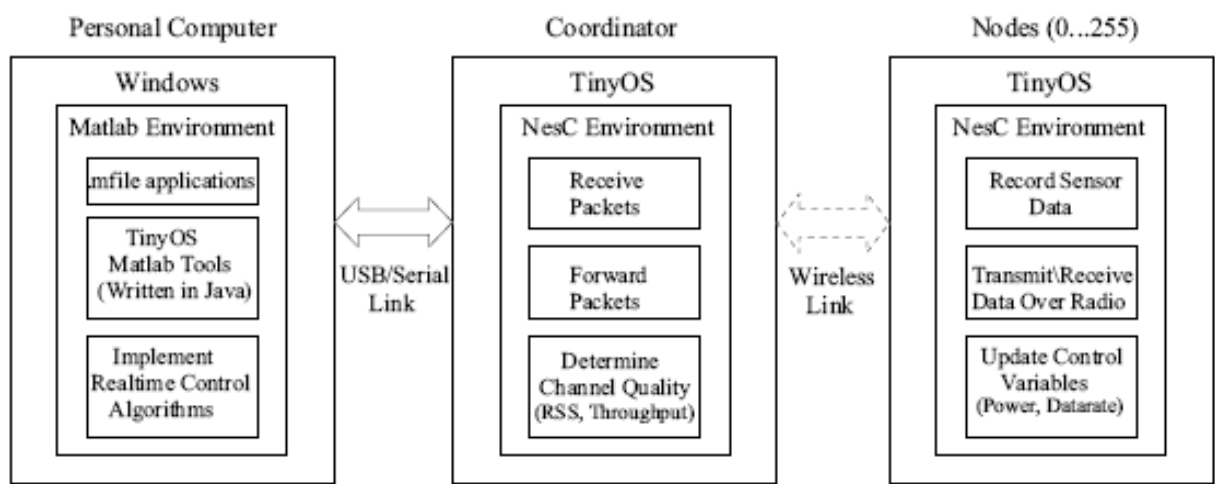 Personal Computer
Windows
Matlab Environment
.mfile applications
TinyOS
Matlab Tools
(Written in Java)
Implement
Realtime Control
Algorithms
USB/Serial
Link
Coordinator
TinyOS
NesC Environment
Receive
Packets
Forward
Packets
Determine
Channel Quality
(RSS, Throughput)
Wireless
Link
Nodes (0...255)
TinyOS
NesC Environment
Record Sensor
Data
Transmit\Receive
Data Over Radio
Update Control
Variables
(Power, Datarate)